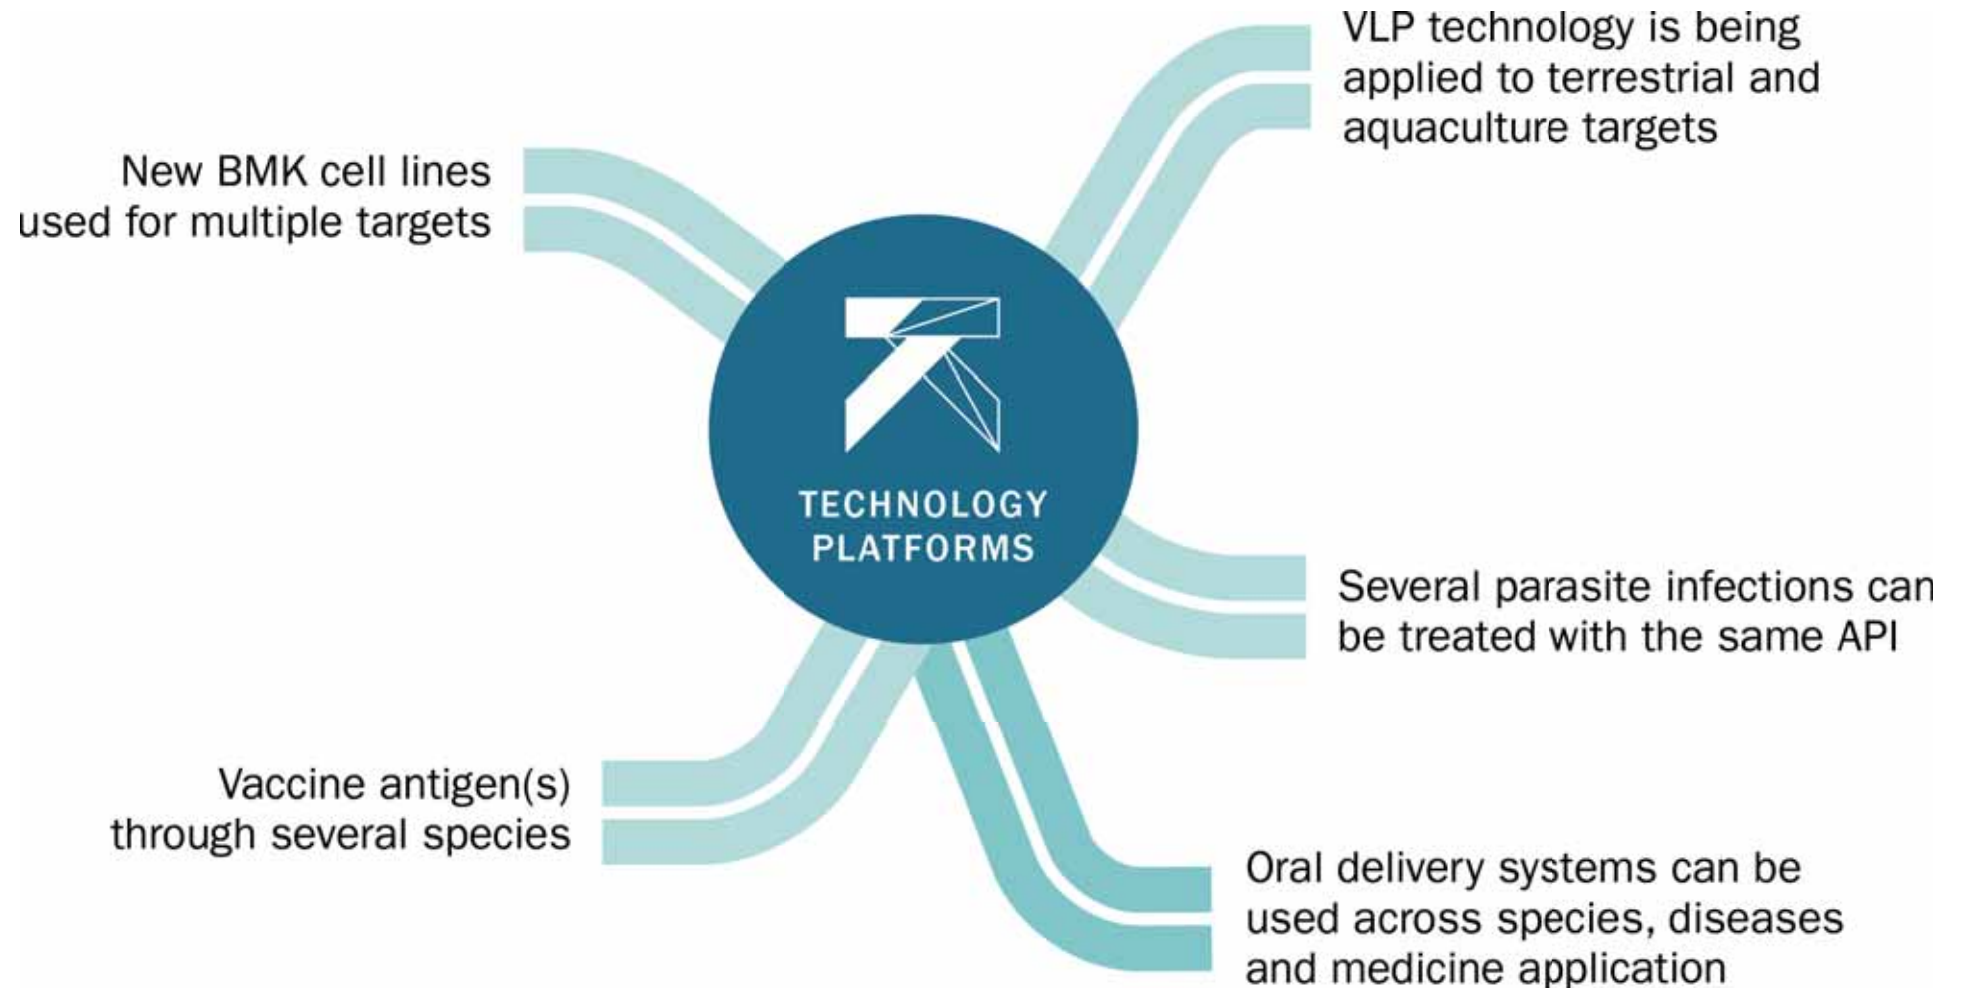 VLP technology is being
applied to terrestrial and
aquaculture targets
New BMK cell lines
used for multiple targets
TECHNOLOGY
PLATFORMS
Several parasite infections can
be treated with the same API
Vaccine antigen(s)
through several species
Oral delivery systems can be
used across species, diseases
and medicine application